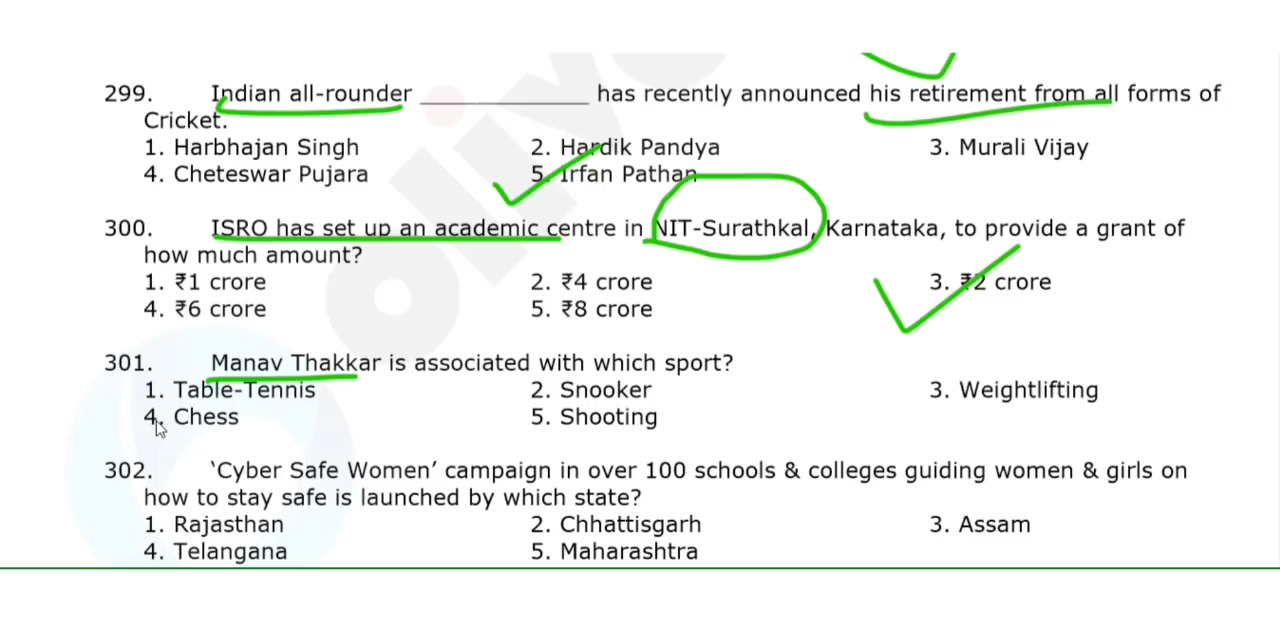 299. Indian all-rounder _____________ has recently announced his retirement from all forms of
Cricket.
1. Harbhajan Singh 2. Hardik Pandya 3. Murali Vijay
4. Cheteswar Pujara 5. Irfan Pathan
300. ISRO has set up an academic centre in NIT-Surathkal, Karnataka, to provide a grant of
how much amount?
1. ₹1 crore 2. ₹4 crore 3. ₹2 crore
4. ₹6 crore 5. ₹8 crore
301. Manav Thakkar is associated with which sport?
1. Table-Tennis 2. Snooker 3. Weightlifting
4. Chess 5. Shooting
302. ‘Cyber Safe Women’ campaign in over 100 schools & colleges guiding women & girls on
how to stay safe is launched by which state?
1. Rajasthan 2. Chhattisgarh 3. Assam
4. Telangana 5. Maharashtra